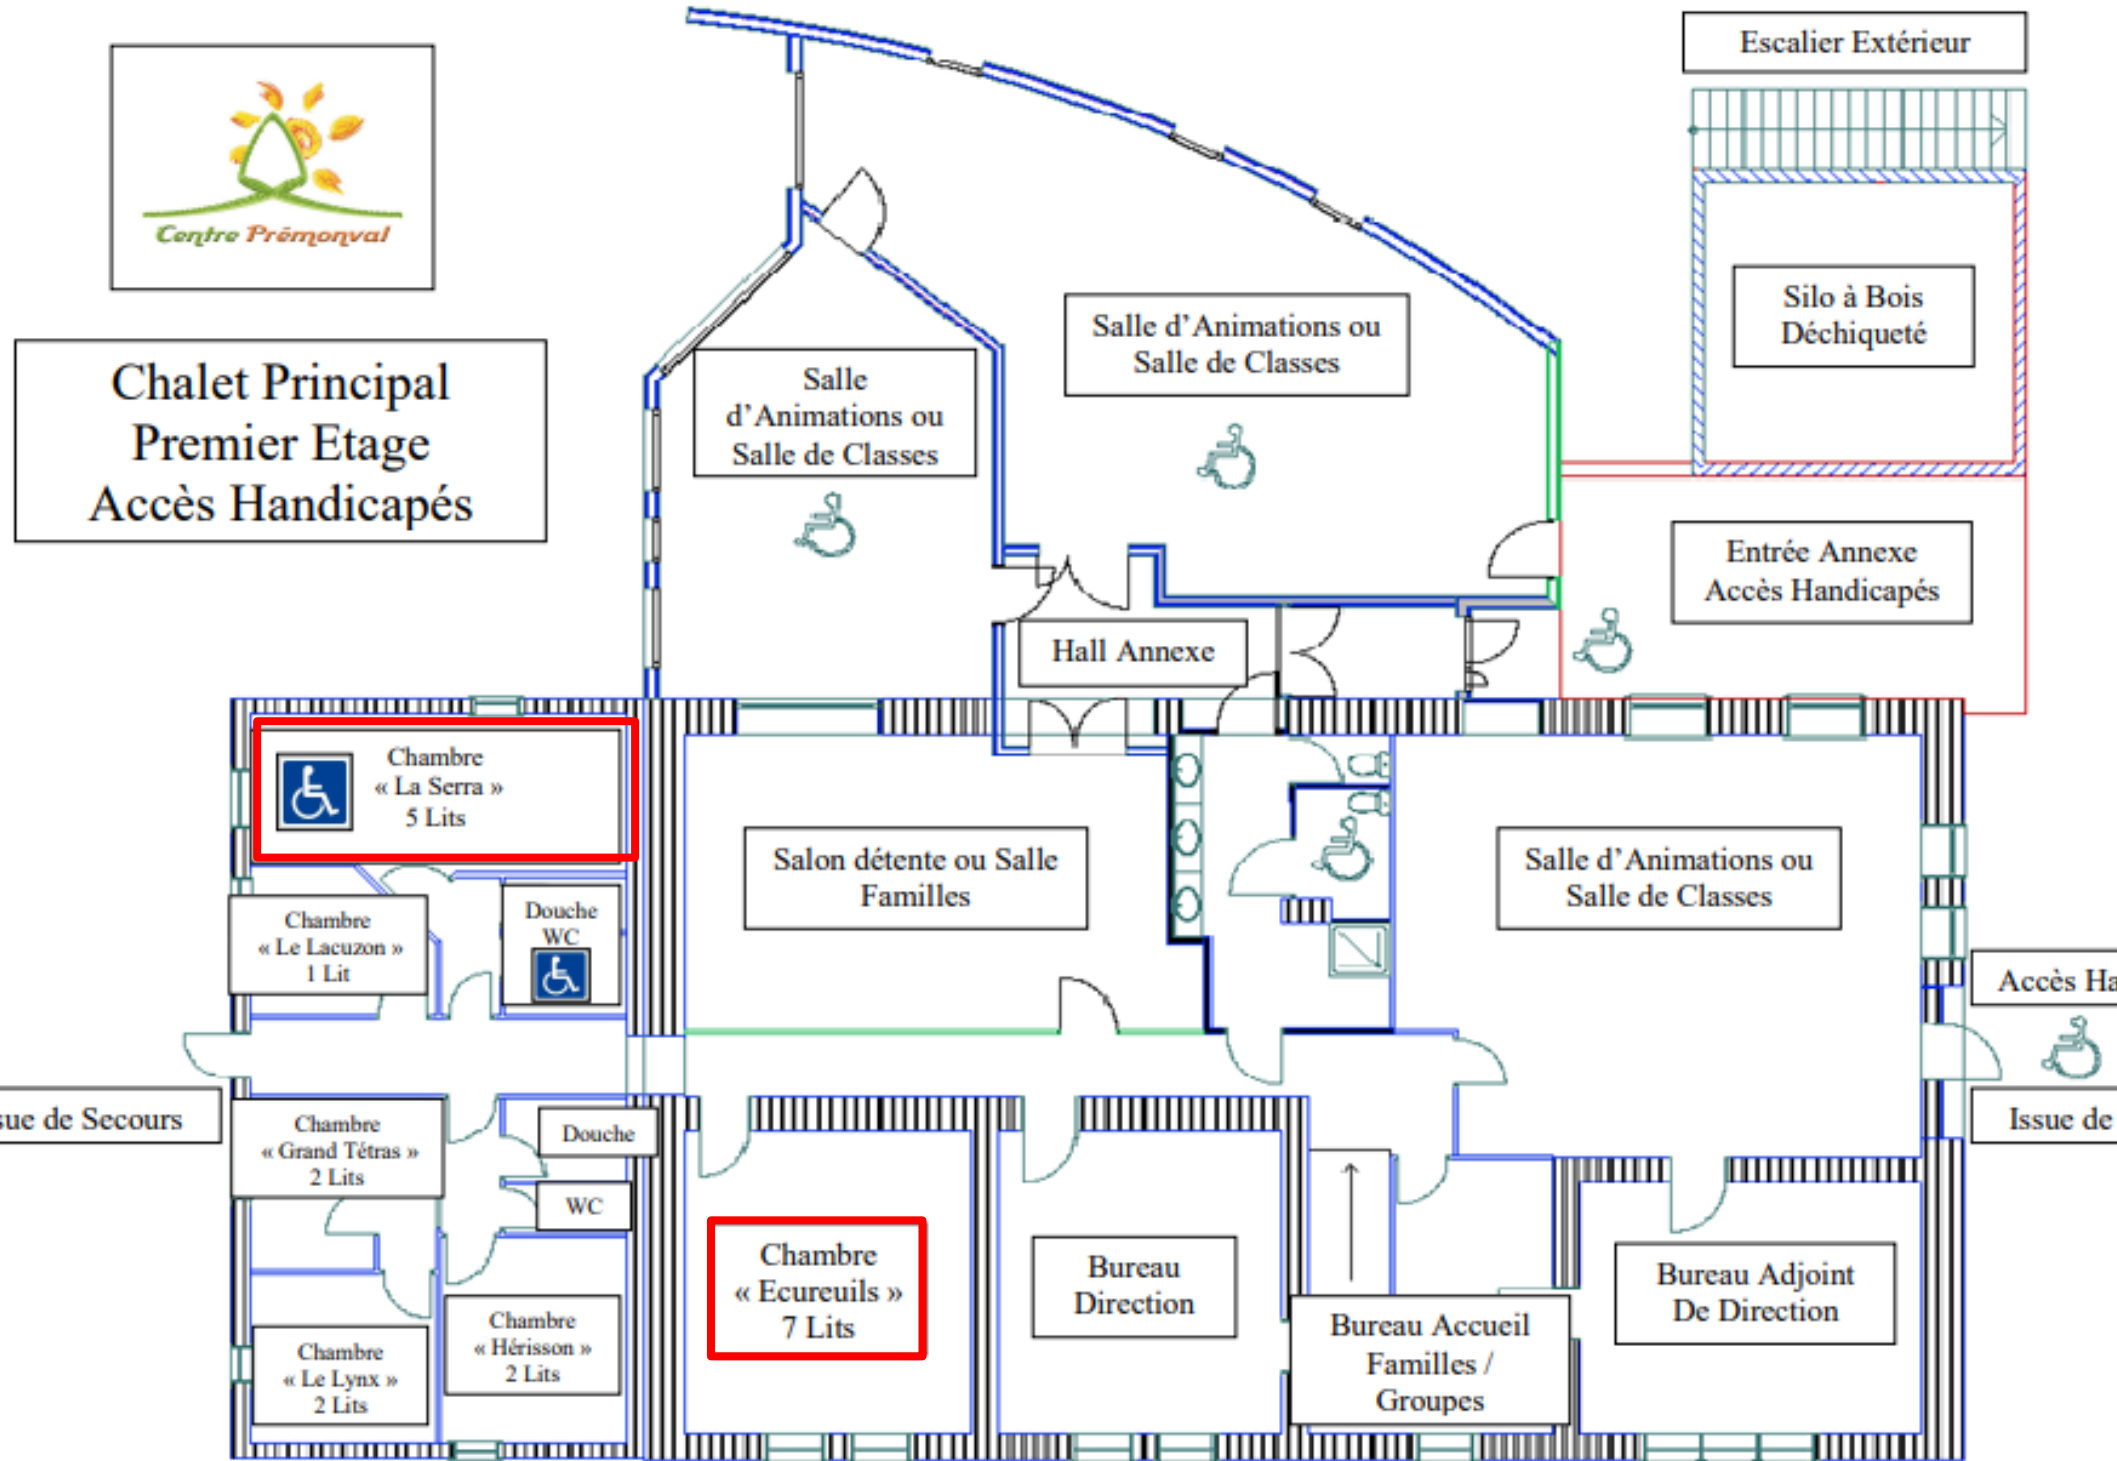 Escalier Extérieur
Centre Prémonval
Silo à Bois
Déchiqueté
Chalet Principal
Premier Etage
Accès Handicapés
Salle d'Animations ou
Salle de Classes
Salle
d'Animations ou
Salle de Classes
Entrée Annexe
Accès Handicapés
Hall Annexe
Chambre
« La Serra »
5 Lits
Salon détente ou Salle
Familles
Salle d'Animations ou
Salle de Classes
Chambre
« Le Lacuzon »
1 Lit
Douche
WC
Accès Ha
sue de Secours
Issue de
Chambre
« Grand Tétras »
2 Lits
Douche
WC
Chambre
« Ecureuils »
7 Lits
Bureau
Direction
Bureau Adjoint
De Direction
Chambre
« Le Lynx »
2 Lits
Chambre
« Hérisson »
2 Lits
Bureau Accueil
Familles /
Groupes